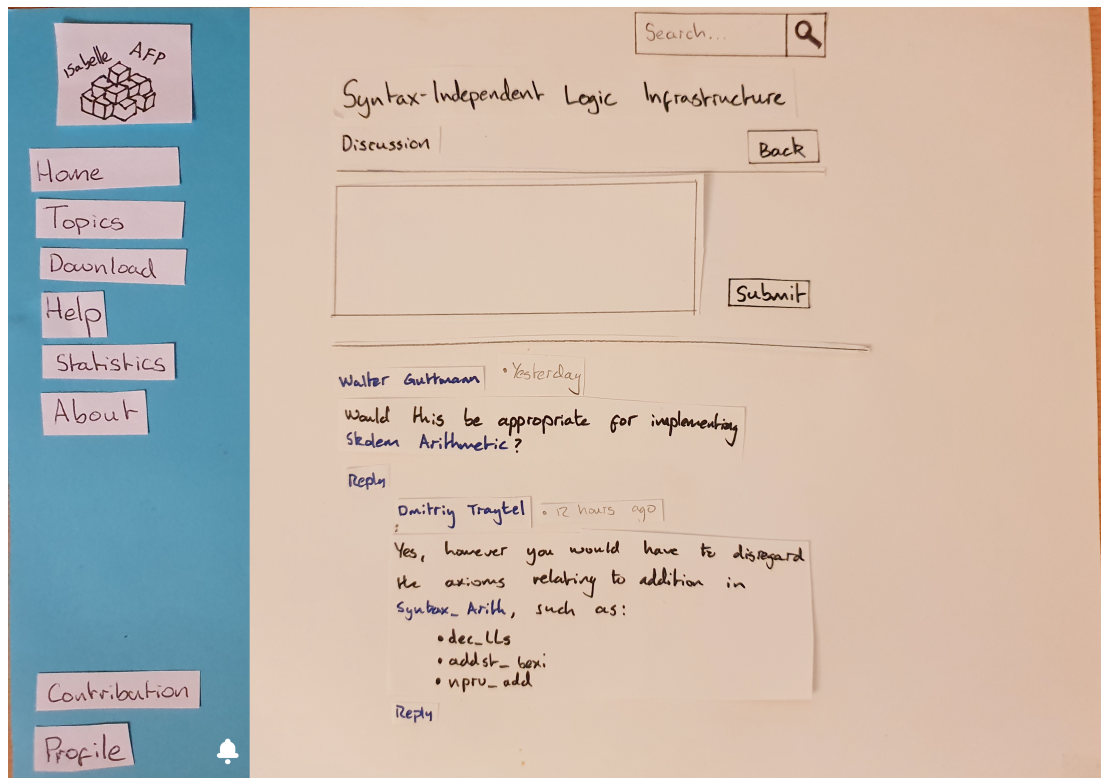 Isabelle AFP
Home
Topics
Download
Help
Statistics
About
Contribution
Profile
Search...
Syntax-Independent Logic Infrastructure
Discussion
Back
Submit
Walter Guttmann • Yesterday
Would this be appropriate for implementing
Skolem Arithmetic?
Reply
Dmitriy Traytel • 12 hours ago
Yes, however you would have to disregard
the axioms relating to addition in
Syntax_Arith, such as:
• dec_LLs
• addst_bexi
• nprv_add
Reply